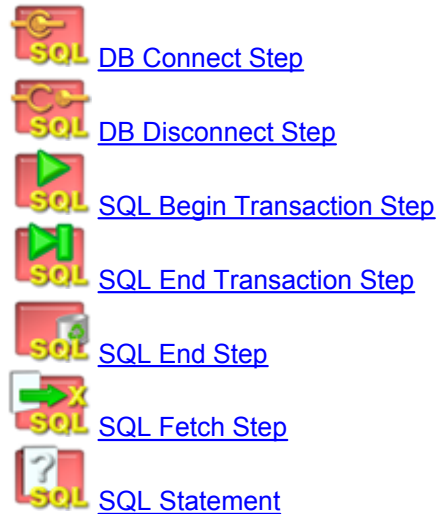 SQL DB Connect Step
SQL DB Disconnect Step
SQL SQL Begin Transaction Step
SQL SQL End Transaction Step
SQL SQL End Step
X SQL SQL Fetch Step
? SQL SQL Statement